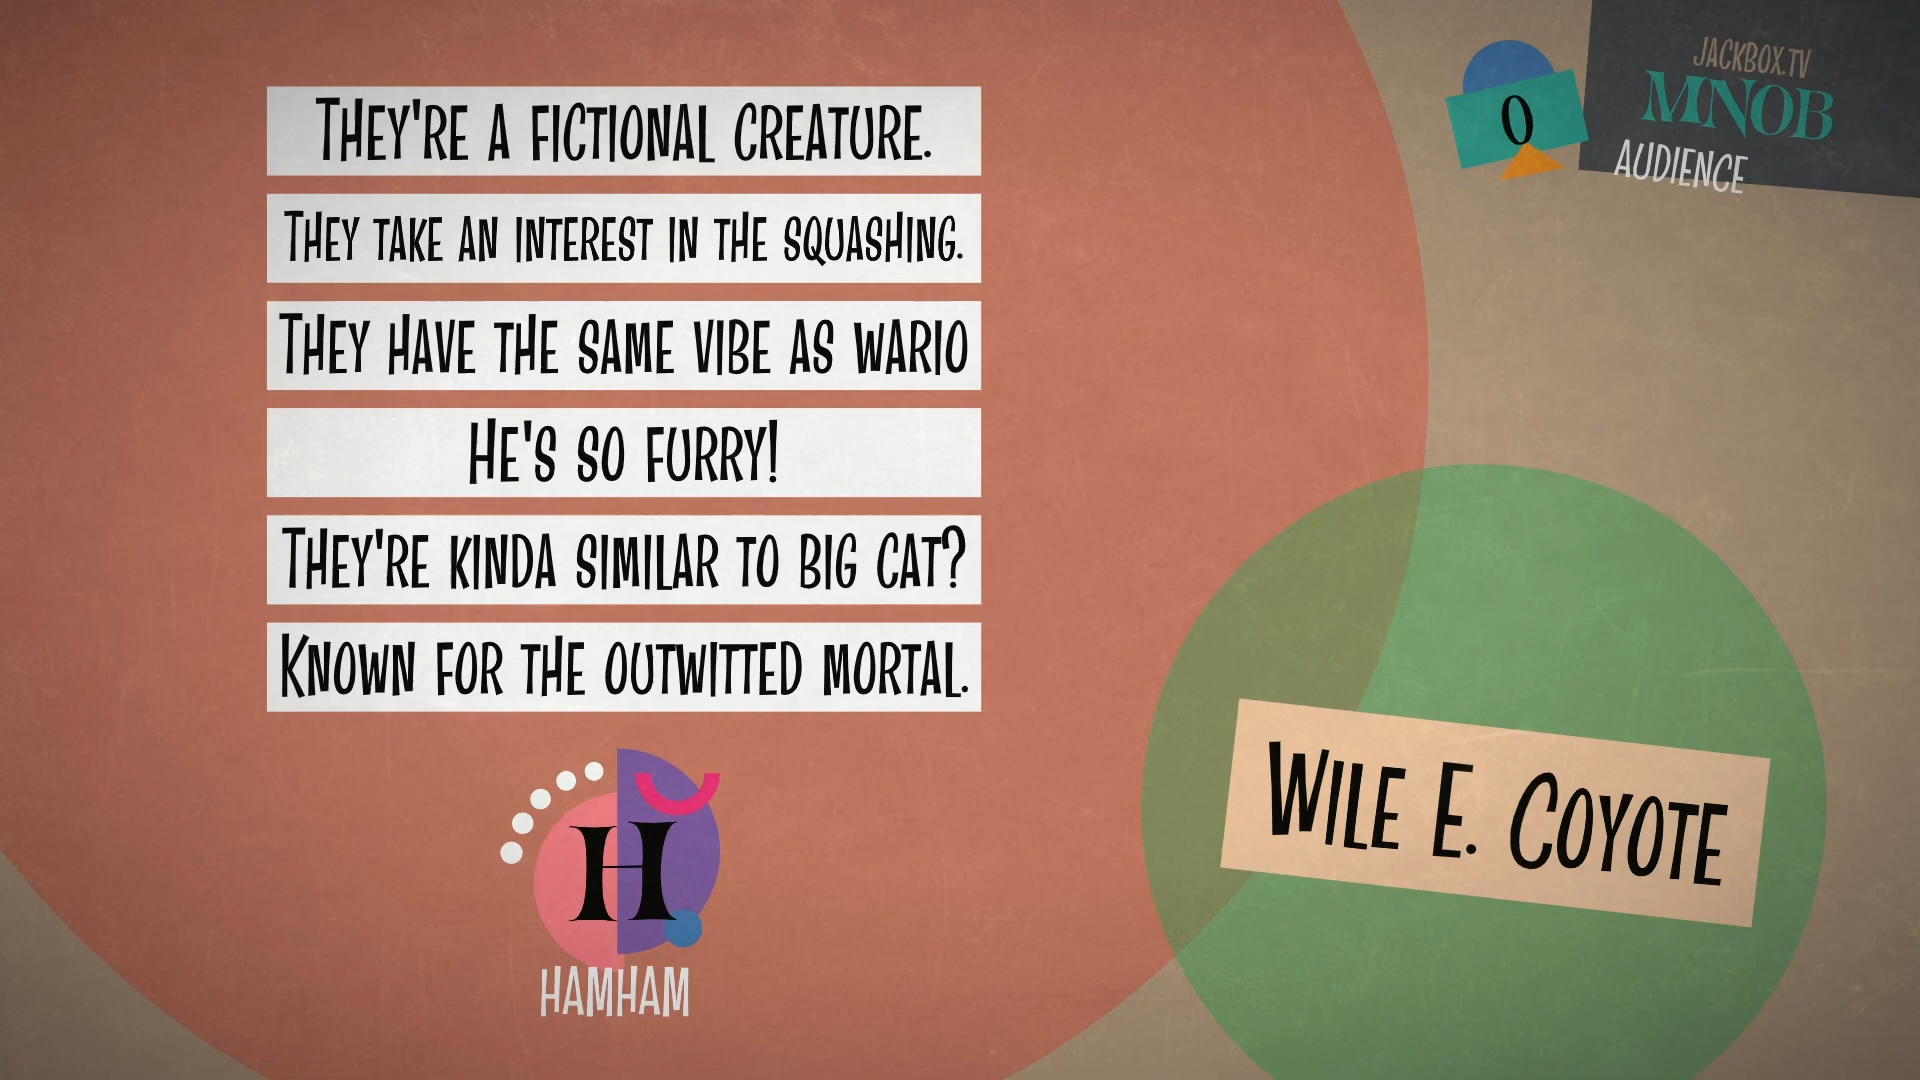 They're a fictional creature.
They take an interest in the squashing.
They have the same vibe as wario
He's so furry!
They're kinda similar to big cat?
Known for the outwitted mortal.
H
HAMHAM
0
JACKBOX.TV
MNOB
AUDIENCE
Wile E. Coyote